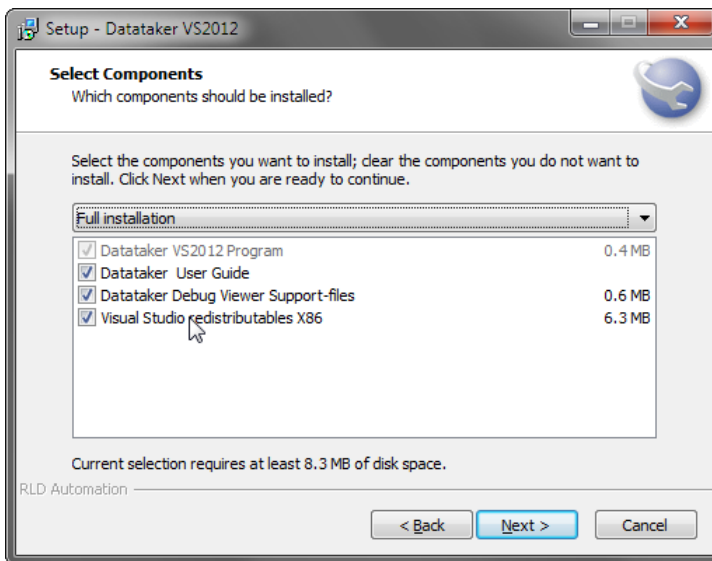 Setup - Datataker VS2012
Select Components
Which components should be installed?
Select the components you want to install; clear the components you do not want to
install. Click Next when you are ready to continue.
Full installation
Datataker VS2012 Program 0.4 MB
Datataker User Guide
Datataker Debug Viewer Support-files 0.6 MB
Visual Studio redistributables X86 6.3 MB
Current selection requires at least 8.3 MB of disk space.
RLD Automation
< Back Next > Cancel